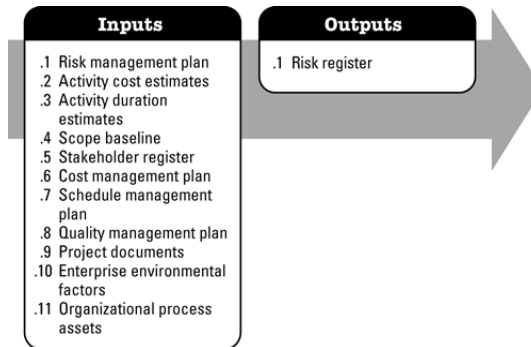 Inputs
.1 Risk management plan
.2 Activity cost estimates
.3 Activity duration
estimates
.4 Scope baseline
.5 Stakeholder register
.6 Cost management plan
.7 Schedule management
plan
.8 Quality management plan
.9 Project documents
.10 Enterprise environmental
factors
.11 Organizational process
assets
Outputs
.1 Risk register